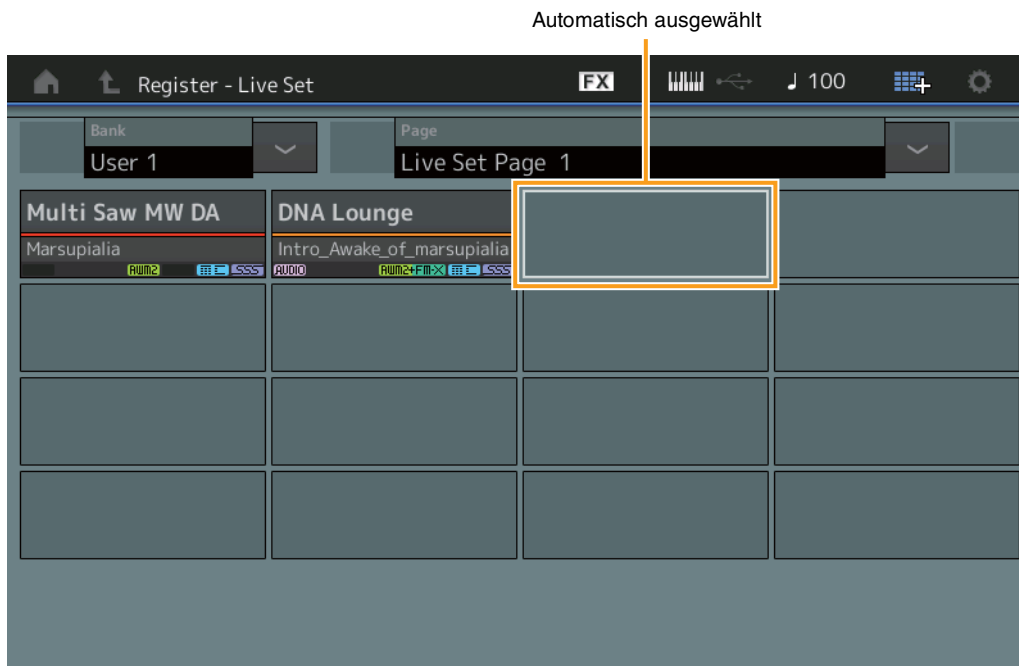 Automatisch ausgewählt
Register - Live Set
FX
100
Bank
User 1
Page
Live Set Page 1
Multi Saw MW DA
Marsupialia
AWM2
SSS
DNA Lounge
Intro_Awake_of_marsupialia
AUDIO
AWM2+FM-X
SSS